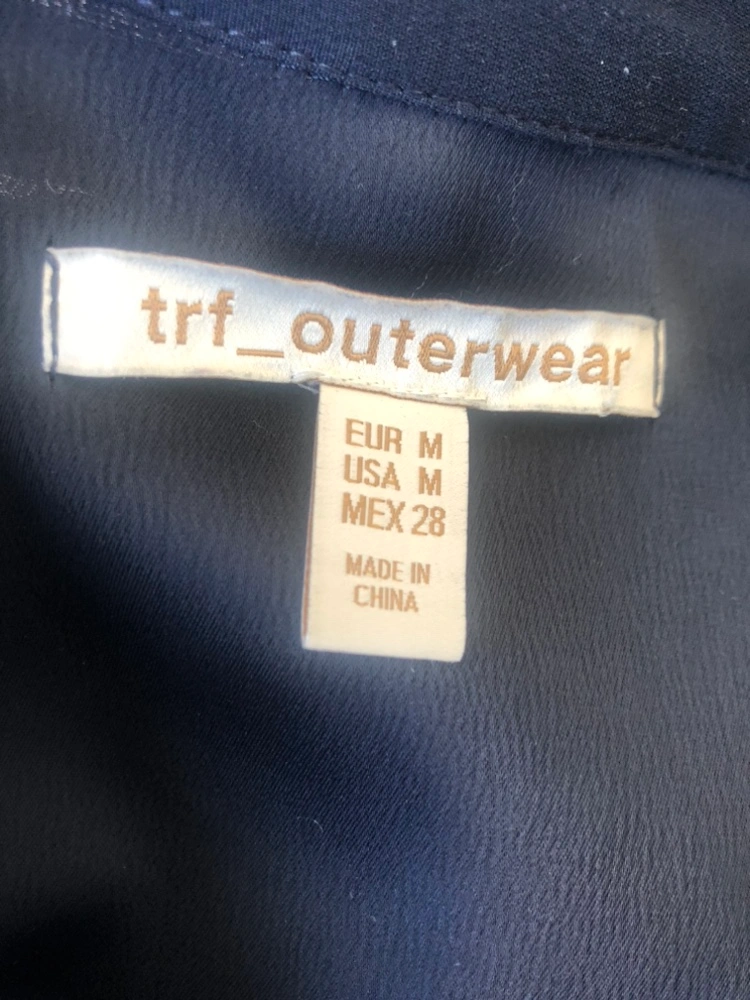 trf_outerwear
EUR M
USA M
MEX 28
MADE IN
CHINA